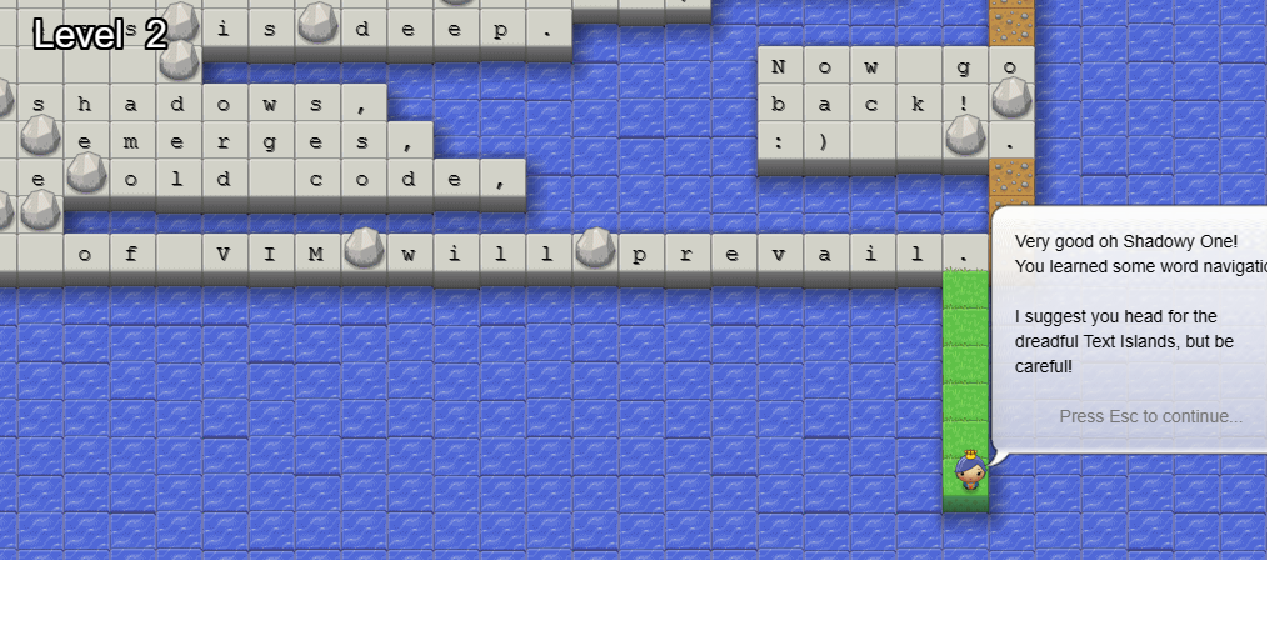 Level 2
s is deep.
Now go
shadows,
back!
emerges,
:) .
e old code,
of VIM will prevail.
Very good oh Shadowy One!
You learned some word
I suggest you head for the
dreadful Text Islands, but be
careful!
Press Esc to continue...